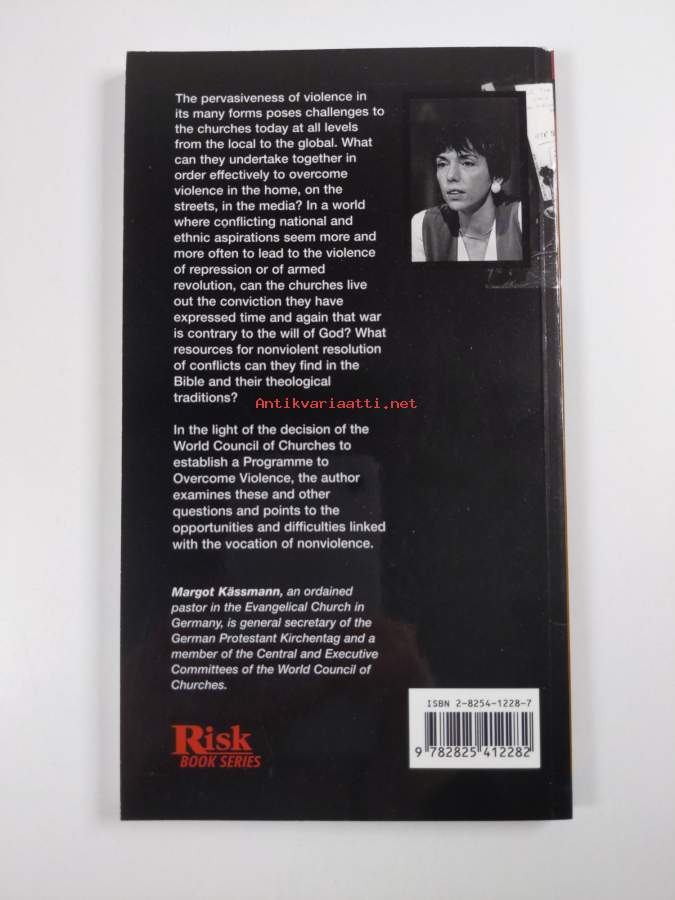 The pervasiveness of violence in
its many forms poses challenges to
the churches today at all levels
from the local to the global. What
can they undertake together in
order effectively to overcome
violence in the home, on the
streets, in the media? In a world
where conflicting national and
ethnic aspirations seem more and
more often to lead to the violence
of repression or of armed
revolution, can the churches live
out the conviction they have
expressed time and again that war
is contrary to the will of God? What
resources for nonviolent resolution
of conflicts can they find in the
Bible and their theological
traditions?
Antikvariaatti.net
In the light of the decision of the
World Council of Churches to
establish a Programme to
Overcome Violence, the author
examines these and other
questions and points to the
opportunities and difficulties linked
with the vocation of nonviolence.
Margot Kässmann, an ordained
pastor in the Evangelical Church in
Germany, is general secretary of the
German Protestant Kirchentag and a
member of the Central and Executive
Committees of the World Council of
Churches.
Risk
BOOK SERIES
ISBN 2-8254-1228-7
9 782825 412282